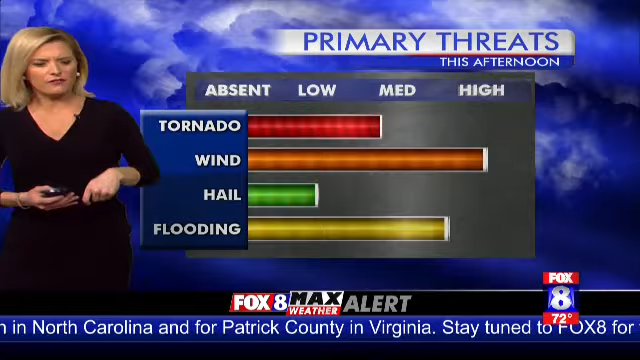 PRIMARY THREATS
THIS AFTERNOON
ABSENT LOW MED HIGH
TORNADO
WIND
HAIL
FLOODING
FOX 8 MAX WEATHER ALERT
FOX 8
72°
in North Carolina and for Patrick County in Virginia. Stay tuned to FOX8 for